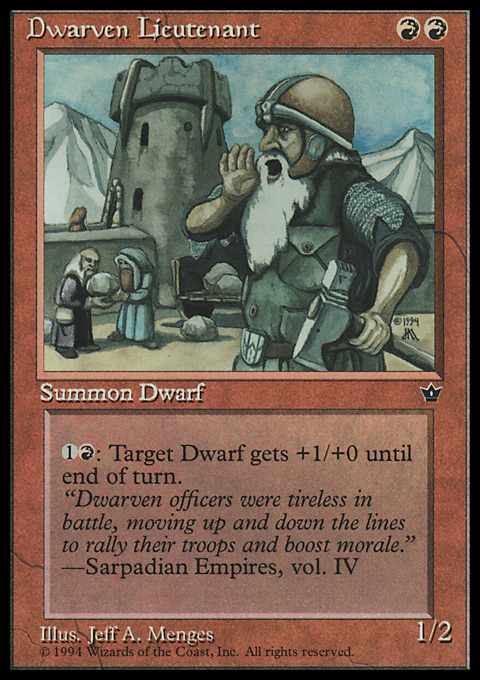 Dwarven Lieutenant
©1994
Summon Dwarf
1 : Target Dwarf gets +1/+0 until
end of turn.
“Dwarven officers were tireless in
battle, moving up and down the lines
to rally their troops and boost morale.”
—Sarpadian Empires, vol. IV
Illus. Jeff A. Menges
1/2
© 1994 Wizards of the Coast, Inc. All rights reserved.